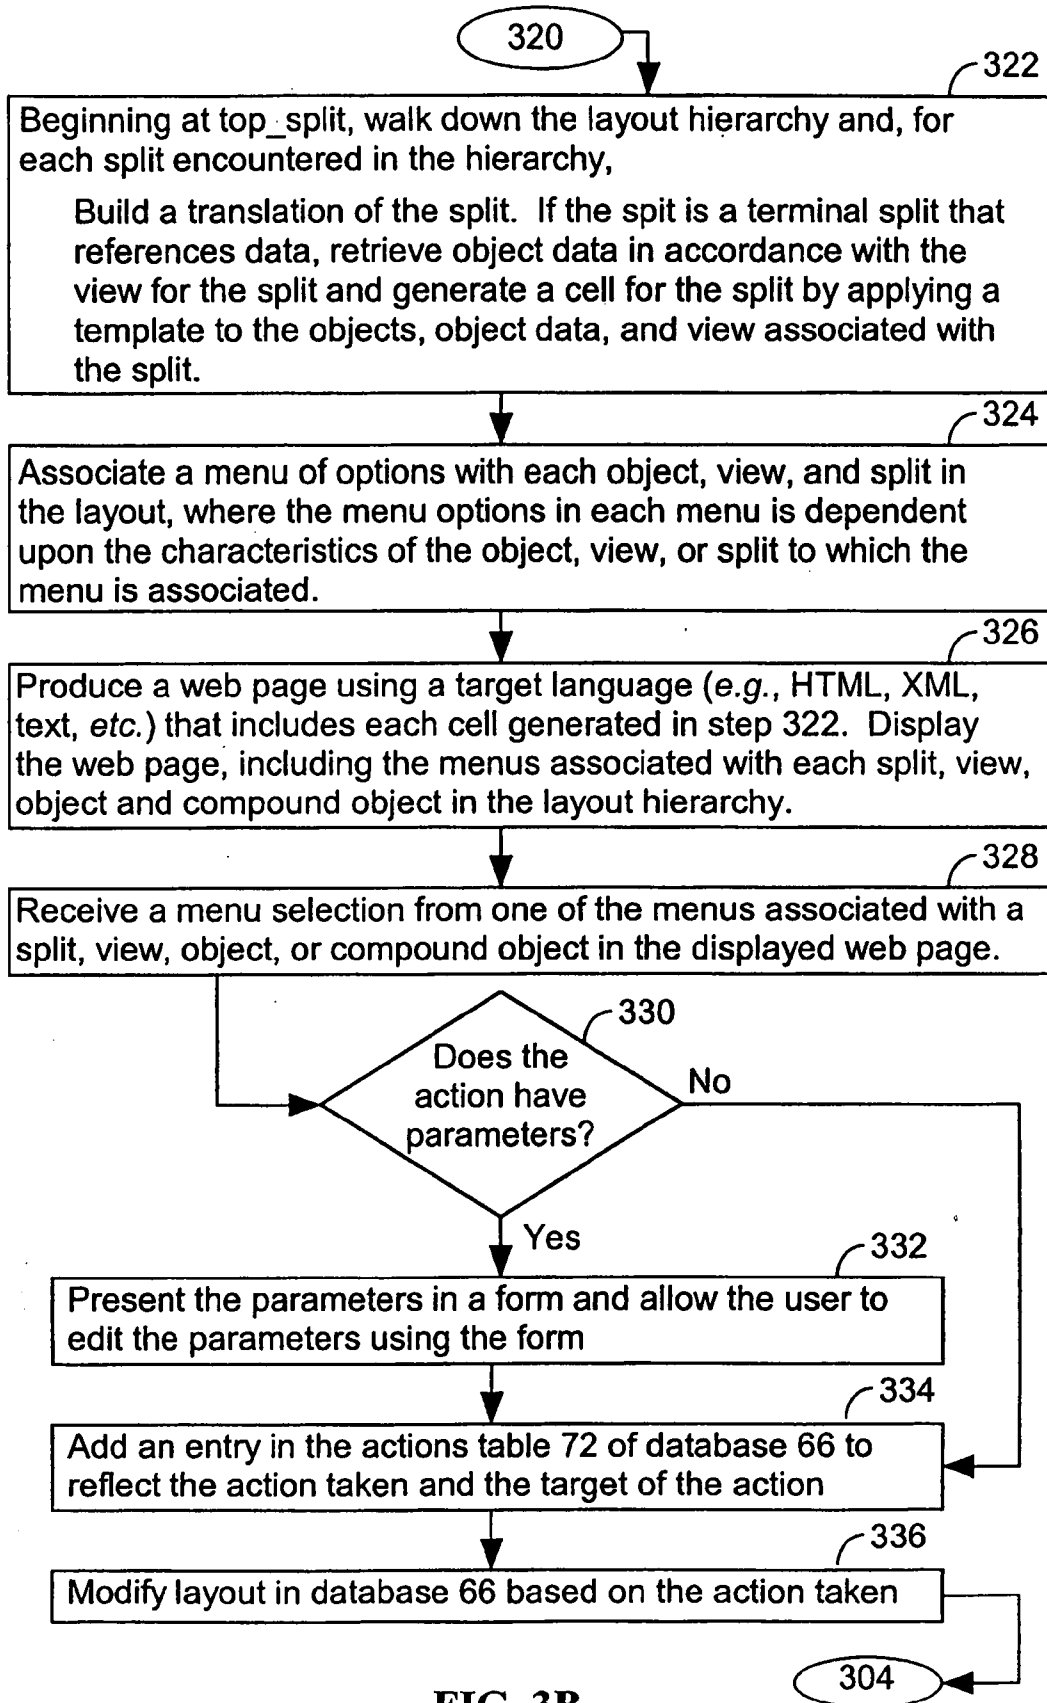 320
322
Beginning at top_split, walk down the layout hierarchy and, for
each split encountered in the hierarchy,
Build a translation of the split. If the spit is a terminal split that
references data, retrieve object data in accordance with the
view for the split and generate a cell for the split by applying a
template to the objects, object data, and view associated with
the split.
324
Associate a menu of options with each object, view, and split in
the layout, where the menu options in each menu is dependent
upon the characteristics of the object, view, or split to which the
menu is associated.
326
Produce a web page using a target language (e.g., HTML, XML,
text, etc.) that includes each cell generated in step 322. Display
the web page, including the menus associated with each split, view,
object and compound object in the layout hierarchy.
328
Receive a menu selection from one of the menus associated with a
split, view, object, or compound object in the displayed web page.
330
Does the
action have
parameters?
No
Yes
332
Present the parameters in a form and allow the user to
edit the parameters using the form
334
Add an entry in the actions table 72 of database 66 to
reflect the action taken and the target of the action
336
Modify layout in database 66 based on the action taken
304
FIG. 3B